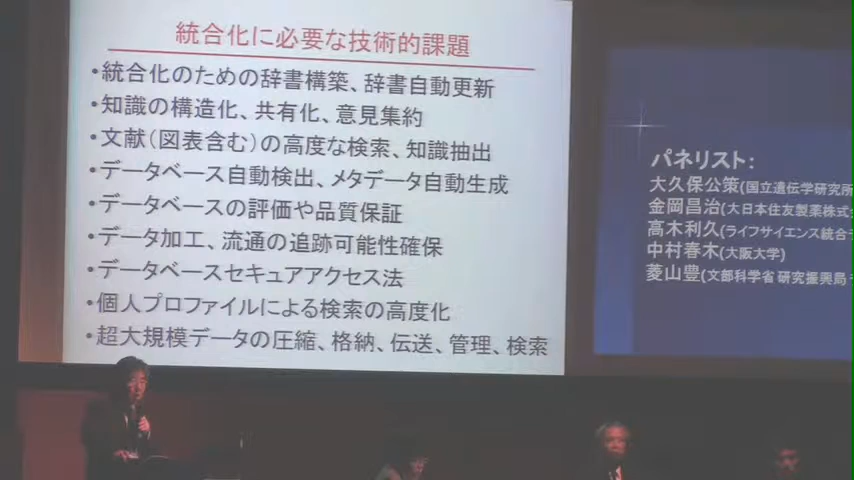 統合化に必要な技術的課題
・統合化のための辞書構築、辞書自動更新
・知識の構造化、共有化、意見集約
・文献（図表含む）の高度な検索、知識抽出
・データベース自動検出、メタデータ自動生成
・データベースの評価や品質保証
・データ加工、流通の追跡可能性確保
・データベースセキュアアクセス法
・個人プロファイルによる検索の高度化
・超大規模データの圧縮、格納、伝送、管理、検索
パネリスト：
大久保公策(国立遺伝学研究所
金岡昌治(大日本住友製薬株式
高木利久(ライフサイエンス統合
中村春木(大阪大学)
菱山豊(文部科学省 研究振興局